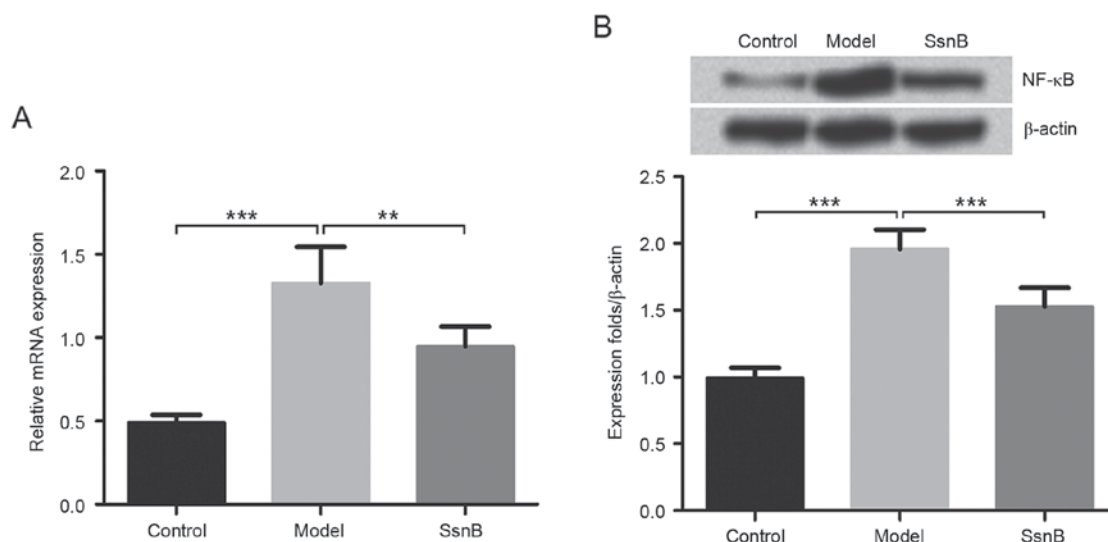 A
Relative mRNA expression
2.0
1.5
1.0
0.5
0.0
*** **
Control Model SsnB
B
Control Model SsnB
NF-κB
β-actin
Expression folds/β-actin
2.5
2.0
1.5
1.0
0.5
0.0
*** ***
Control Model SsnB